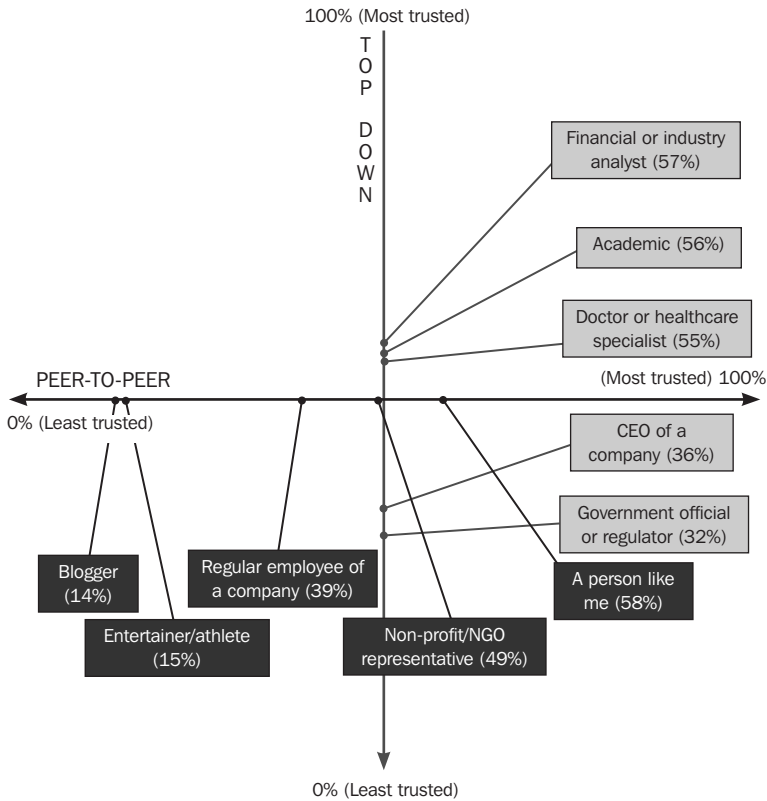 100% (Most trusted)
TOP DOWN
Financial or industry
analyst (57%)
Academic (56%)
Doctor or healthcare
specialist (55%)
PEER-TO-PEER
(Most trusted) 100%
0% (Least trusted)
CEO of a
company (36%)
Government official
or regulator (32%)
Blogger
(14%)
Regular employee of
a company (39%)
A person like
me (58%)
Entertainer/athlete
(15%)
Non-profit/NGO
representative (49%)
0% (Least trusted)